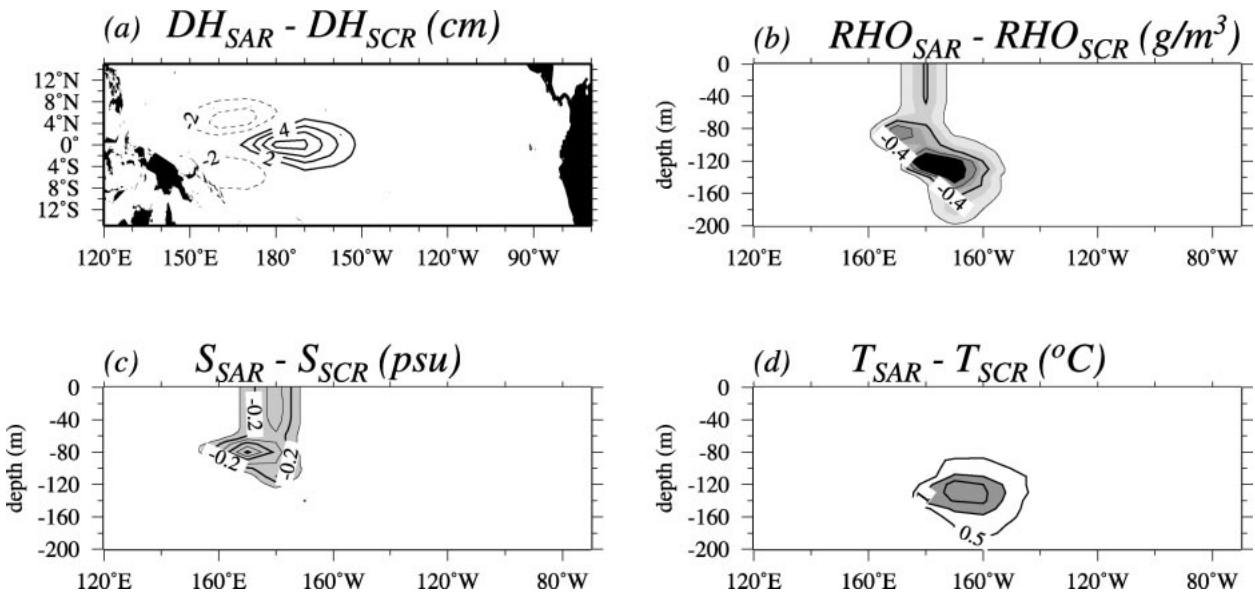 (a) DH_SAR - DH_SCR (cm)
12°N
8°N
4°N
0°
4°S
8°S
12°S
-2
4
-2
2
120°E 150°E 180° 150°W 120°W 90°W
(b) RHO_SAR - RHO_SCR (g/m³)
depth (m)
0
-40
-80
-120
-160
-200
-0.4
-0.4
120°E 160°E 160°W 120°W 80°W
(c) S_SAR - S_SCR (psu)
depth (m)
0
-40
-80
-120
-160
-200
-0.2
-0.2
-0.2
120°E 160°E 160°W 120°W 80°W
(d) T_SAR - T_SCR (°C)
depth (m)
0
-40
-80
-120
-160
-200
1
0.5
120°E 160°E 160°W 120°W 80°W